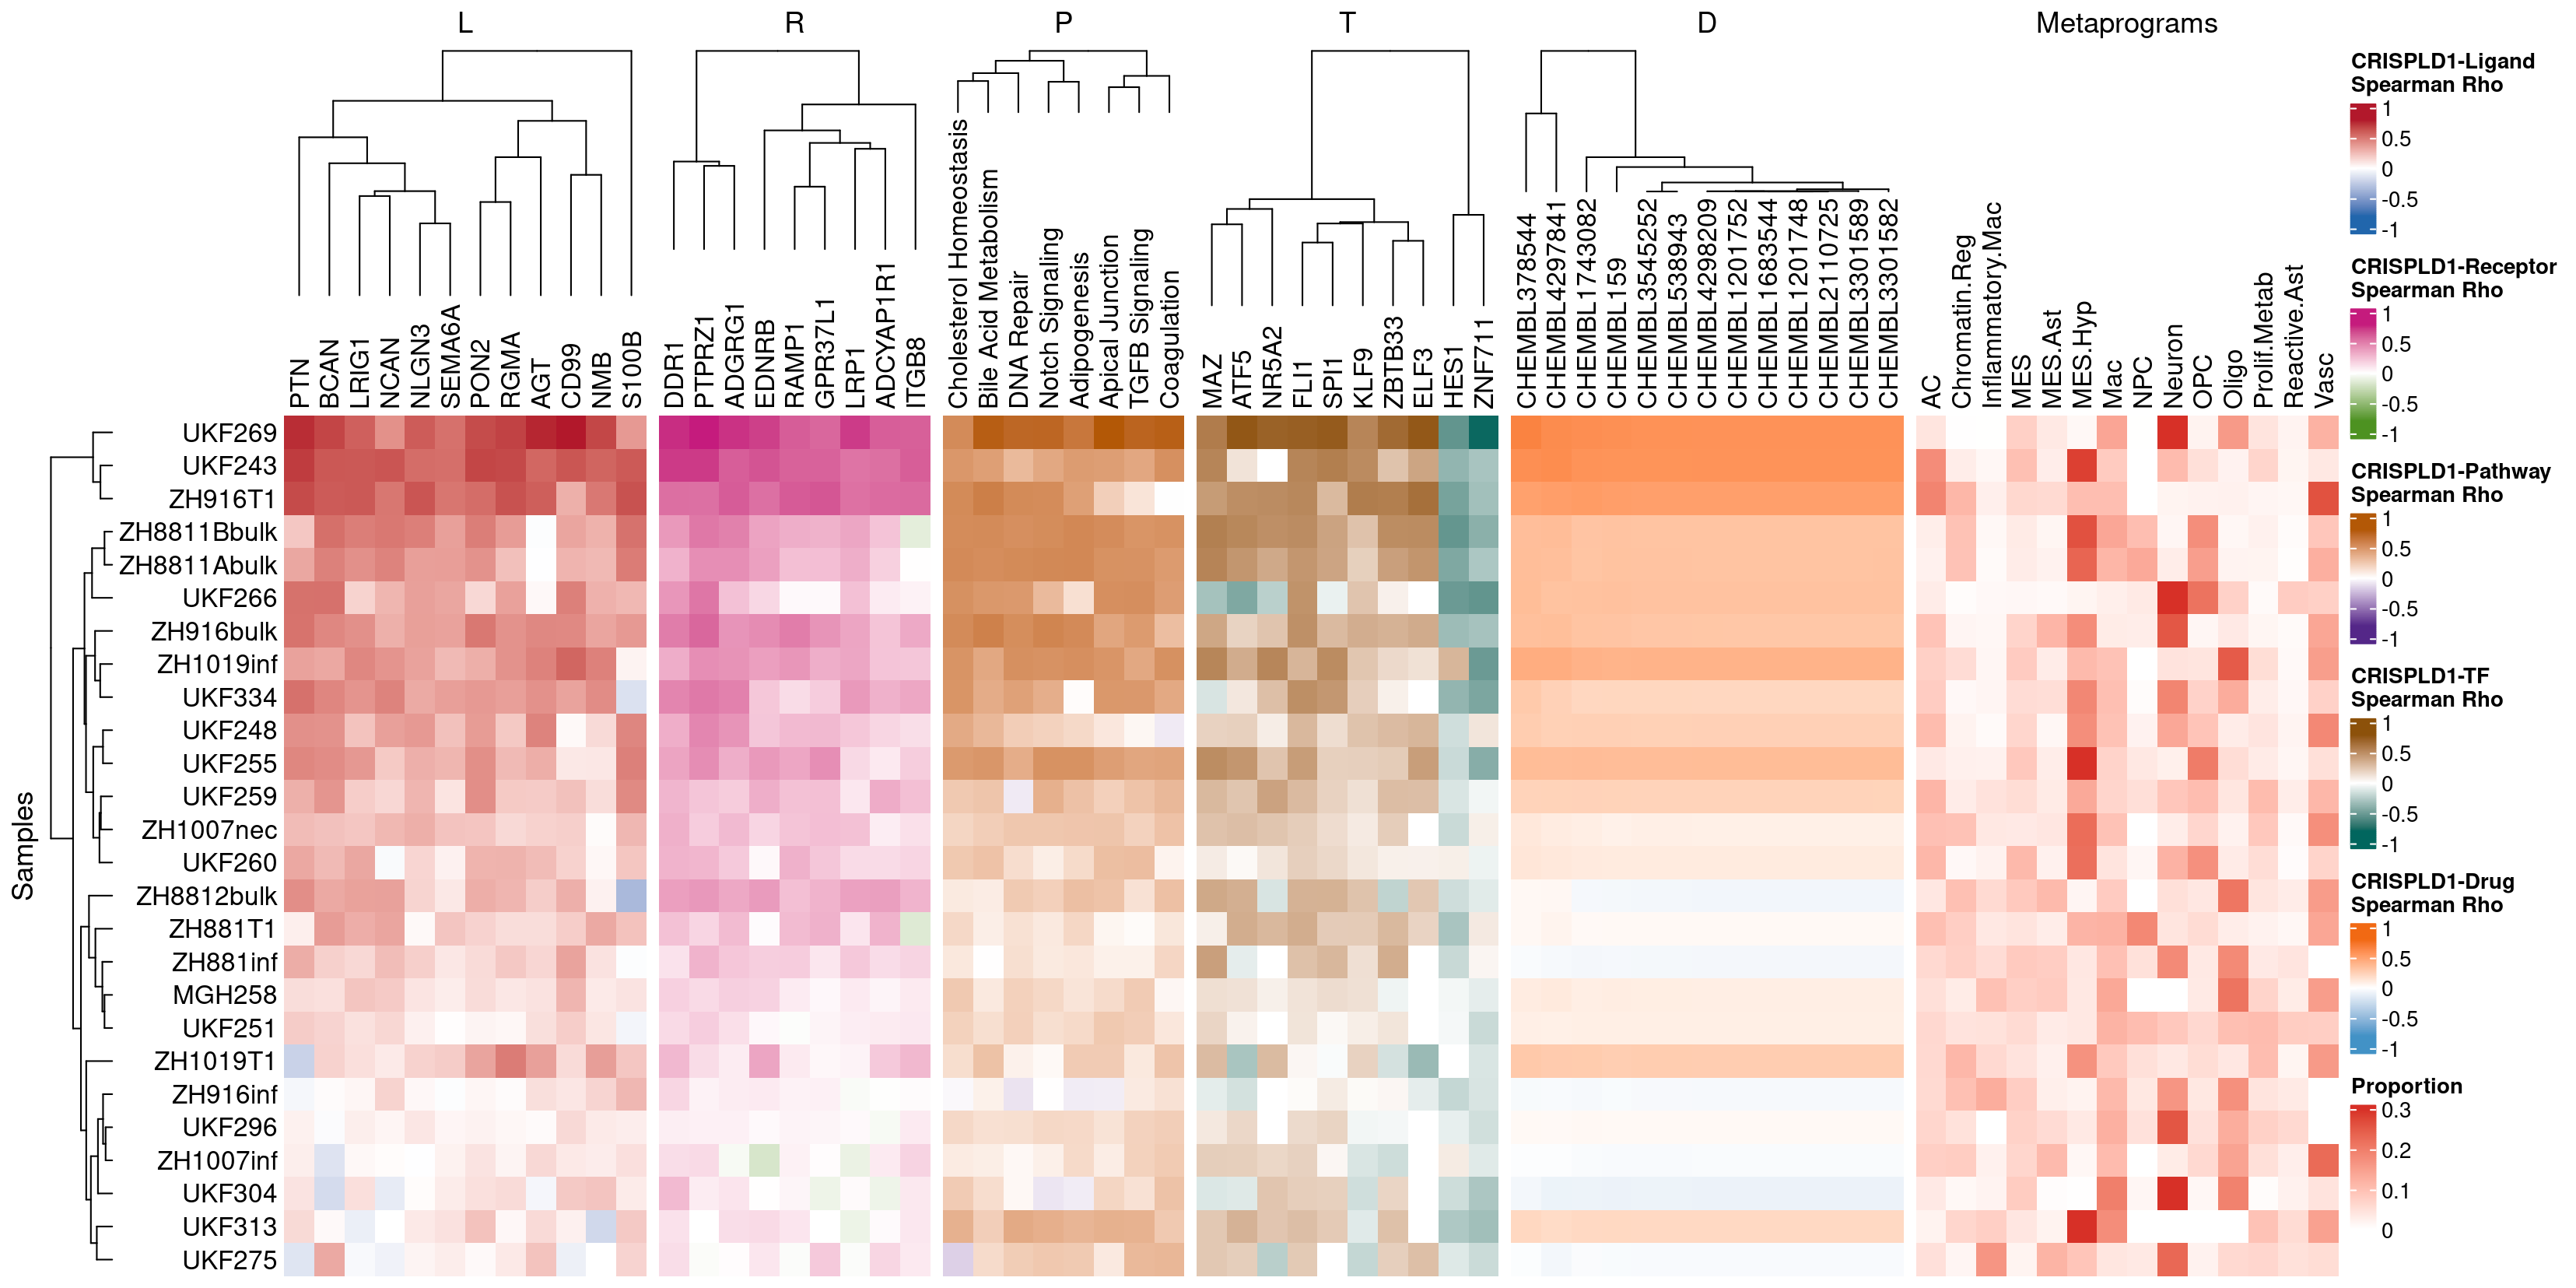 L
R
P
T
D
Metaprograms
PTN
BCAN
LRIG1
NCAN
NLGN3
SEMA6A
PON2
RGMA
AGT
CD99
NMB
S100B
DDR1
PTPRZ1
ADGRG1
EDNRB
RAMP1
GPR37L1
LRP1
ADCYAP1R1
ITGB8
Cholesterol Homeostasis
Bile Acid Metabolism
DNA Repair
Notch Signaling
Adipogenesis
Apical Junction
TGFB Signaling
Coagulation
MAZ
ATF5
NR5A2
FLI1
SPI1
KLF9
ZBTB33
ELF3
HES1
ZNF711
CHEMBL378544
CHEMBL4297841
CHEMBL1743082
CHEMBL159
CHEMBL3545252
CHEMBL538943
CHEMBL4298209
CHEMBL1201752
CHEMBL1683544
CHEMBL1201748
CHEMBL2110725
CHEMBL3301589
CHEMBL3301582
AC
Chromatin.Reg
Inflammatory.Mac
MES
MES.Ast
MES.Hyp
Mac
NPC
Neuron
OPC
Oligo
Prolif.Metab
Reactive.Ast
Vasc
Samples
UKF269
UKF243
ZH916T1
ZH8811Bbulk
ZH8811Abulk
UKF266
ZH916bulk
ZH1019inf
UKF334
UKF248
UKF255
UKF259
ZH1007nec
UKF260
ZH8812bulk
ZH881T1
ZH881inf
MGH258
UKF251
ZH1019T1
ZH916inf
UKF296
ZH1007inf
UKF304
UKF313
UKF275
CRISPLD1-Ligand
Spearman Rho
1
0.5
0
-0.5
-1
CRISPLD1-Receptor
Spearman Rho
1
0.5
0
-0.5
-1
CRISPLD1-Pathway
Spearman Rho
1
0.5
0
-0.5
-1
CRISPLD1-TF
Spearman Rho
1
0.5
0
-0.5
-1
CRISPLD1-Drug
Spearman Rho
1
0.5
0
-0.5
-1
Proportion
0.3
0.2
0.1
0